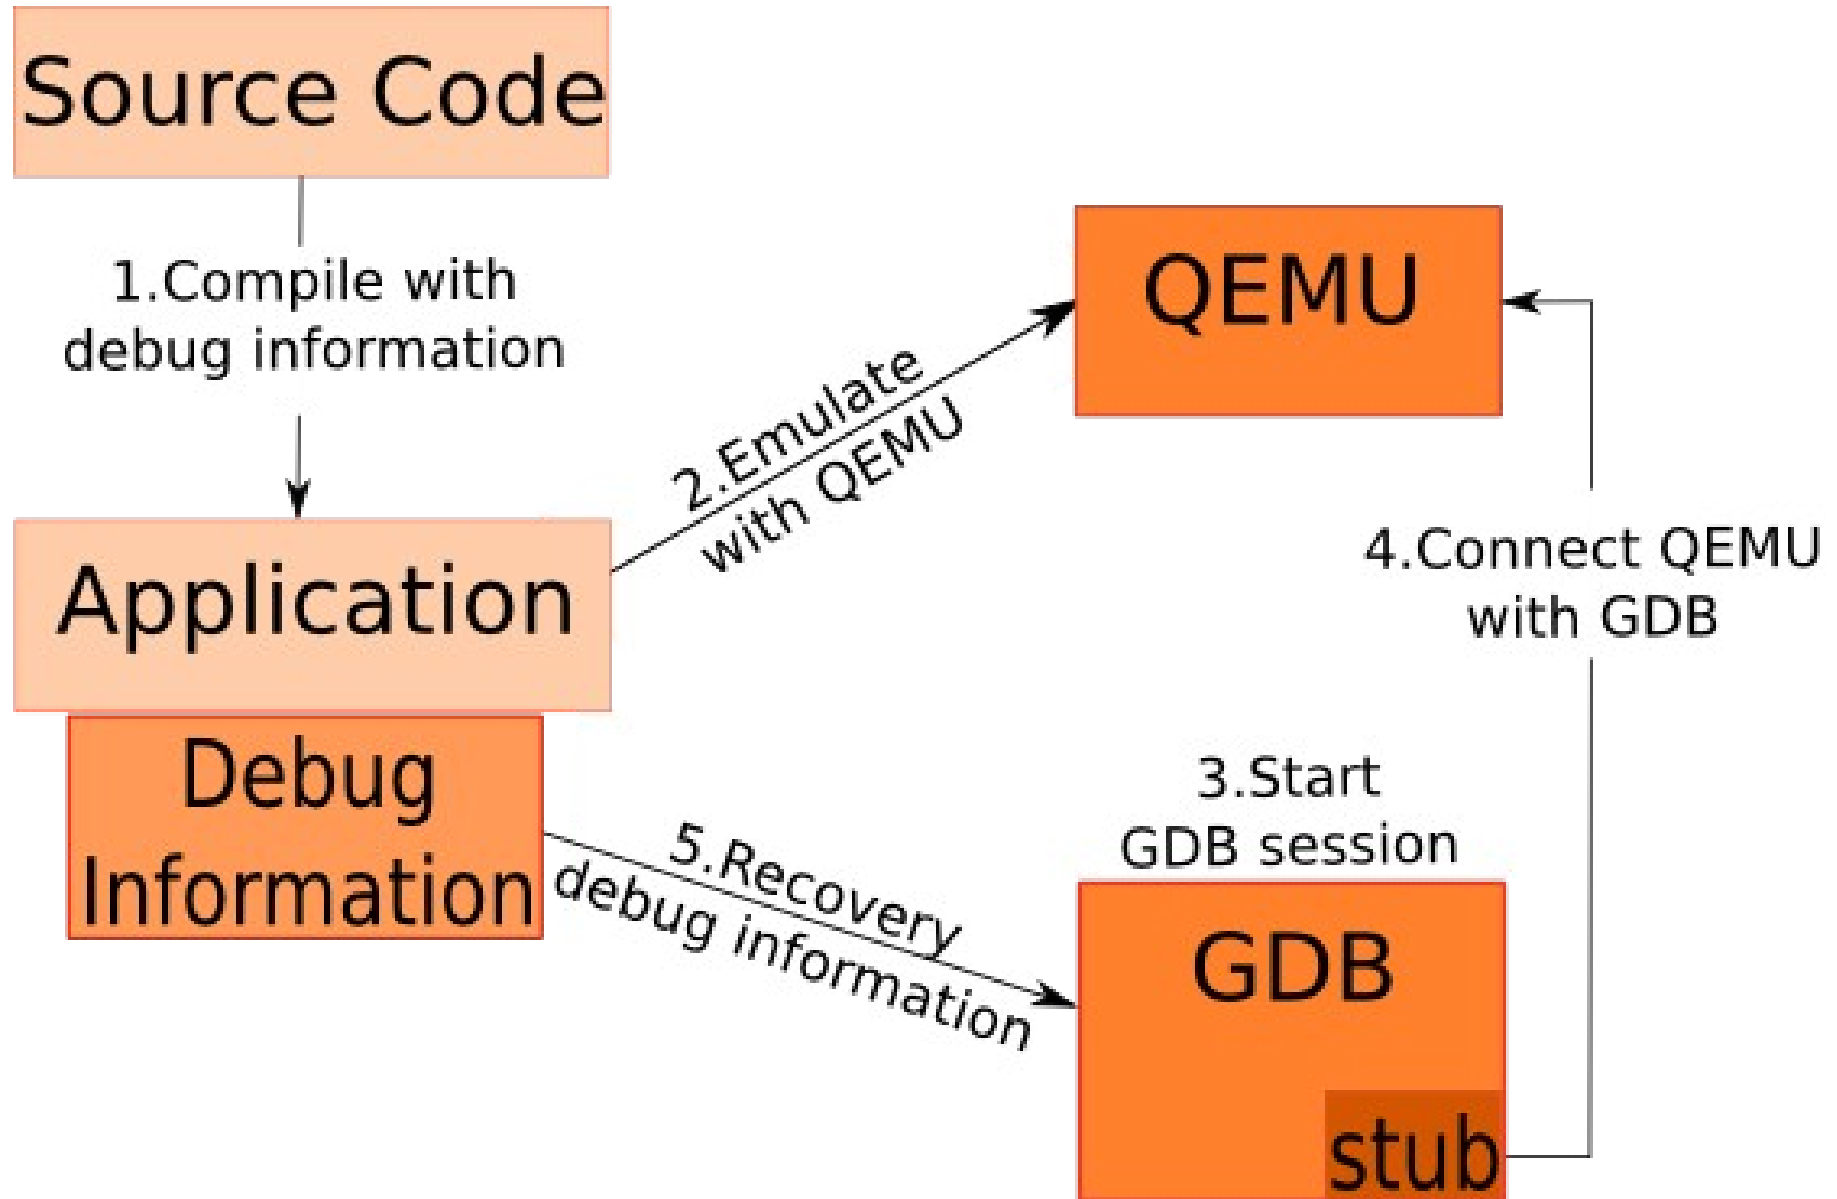 Source Code
1.Compile with
debug information
QEMU
2.Emulate
with QEMU
4.Connect QEMU
with GDB
Application
Debug
Information
5.Recovery
debug information
3.Start
GDB session
GDB
stub